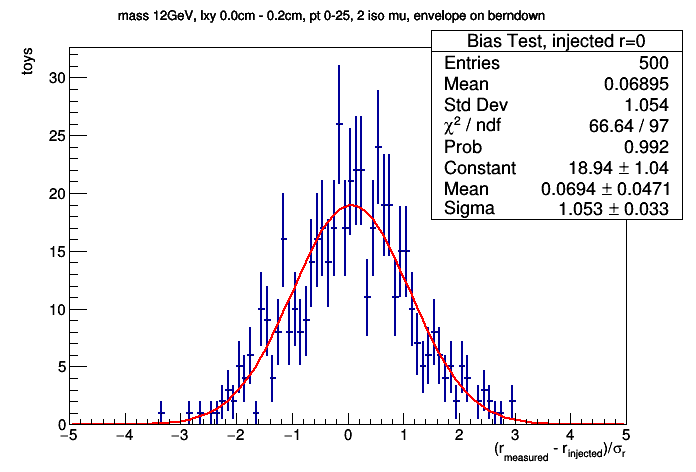 mass 12GeV, lxy 0.0cm - 0.2cm, pt 0-25, 2 iso mu, envelope on berndown
toys
Bias Test, injected r=0
Entries 500
Mean 0.06895
Std Dev 1.054
χ² / ndf 66.64 / 97
Prob 0.992
Constant 18.94 ± 1.04
Mean 0.0694 ± 0.0471
Sigma 1.053 ± 0.033
30
25
20
15
10
5
0
−5 −4 −3 −2 −1 0 1 2 3 4 5
(r_measured - r_injected)/σ_r